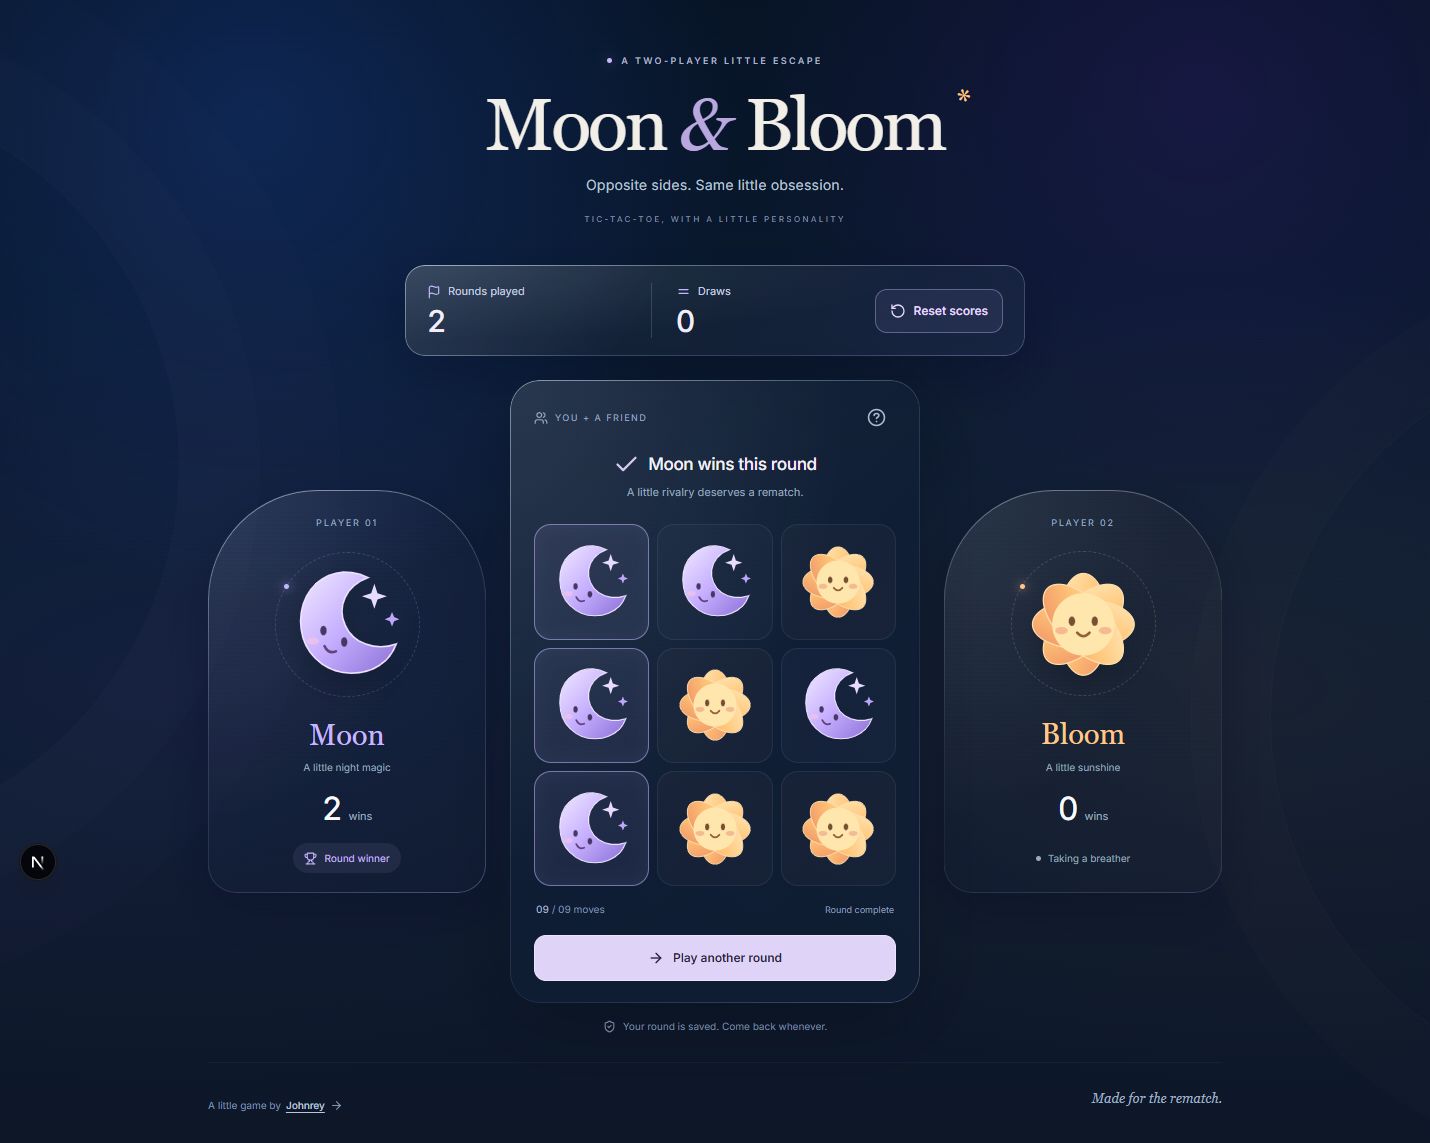 A TWO-PLAYER LITTLE ESCAPE
Moon & Bloom *
Opposite sides. Same little obsession.
TIC-TAC-TOE, WITH A LITTLE PERSONALITY
Rounds played
2
Draws
0
Reset scores
YOU + A FRIEND
?
Moon wins this round
A little rivalry deserves a rematch.
PLAYER 01
Moon
A little night magic
2 wins
Round winner
PLAYER 02
Bloom
A little sunshine
0 wins
Taking a breather
09 / 09 moves
Round complete
Play another round
Your round is saved. Come back whenever.
N
A little game by Johnrey
Made for the rematch.